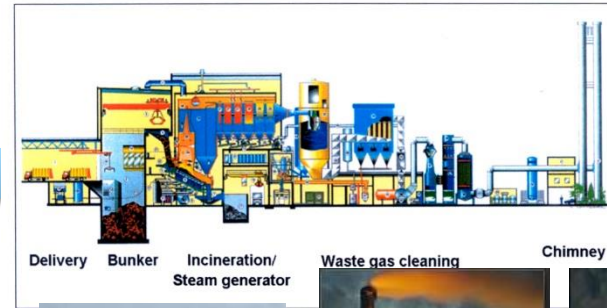 Delivery Bunker Incineration/
Steam generator Waste gas cleaning Chimney